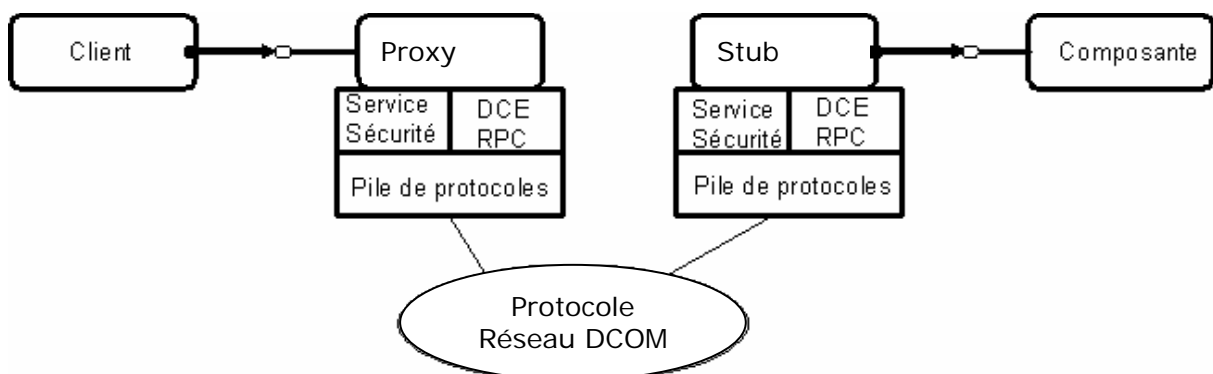 Client
Proxy
Stub
Composante
Service
Sécurité
DCE
RPC
Service
Sécurité
DCE
RPC
Pile de protocoles
Pile de protocoles
Protocole
Réseau DCOM